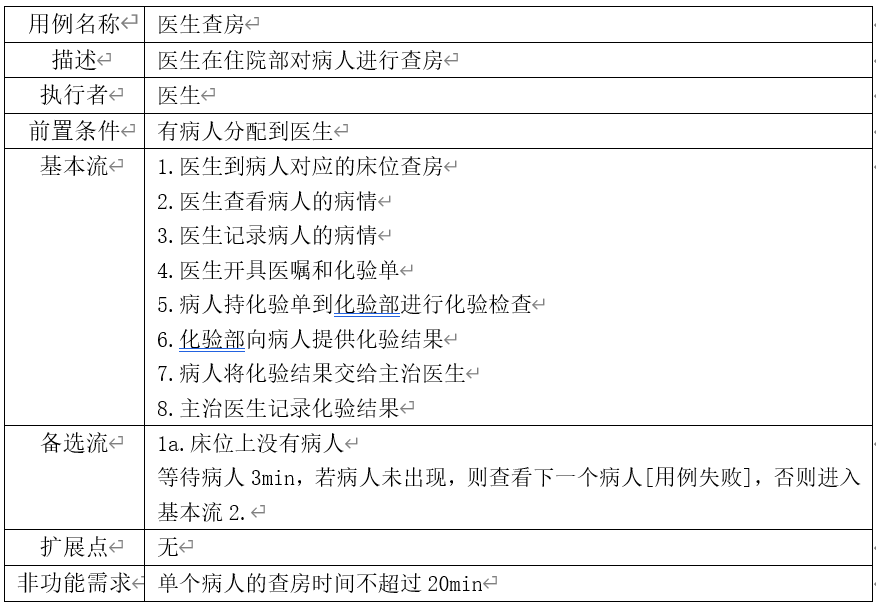 用例名称 医生查房
描述 医生在住院部对病人进行查房
执行者 医生
前置条件 有病人分配到医生
基本流 1.医生到病人对应的床位查房
2.医生查看病人的病情
3.医生记录病人的病情
4.医生开具医嘱和化验单
5.病人持化验单到化验部进行化验检查
6.化验部向病人提供化验结果
7.病人将化验结果交给主治医生
8.主治医生记录化验结果
备选流 1a.床位上没有病人
等待病人3min，若病人未出现，则查看下一个病人[用例失败]，否则进入
基本流2.
扩展点 无
非功能需求 单个病人的查房时间不超过20min